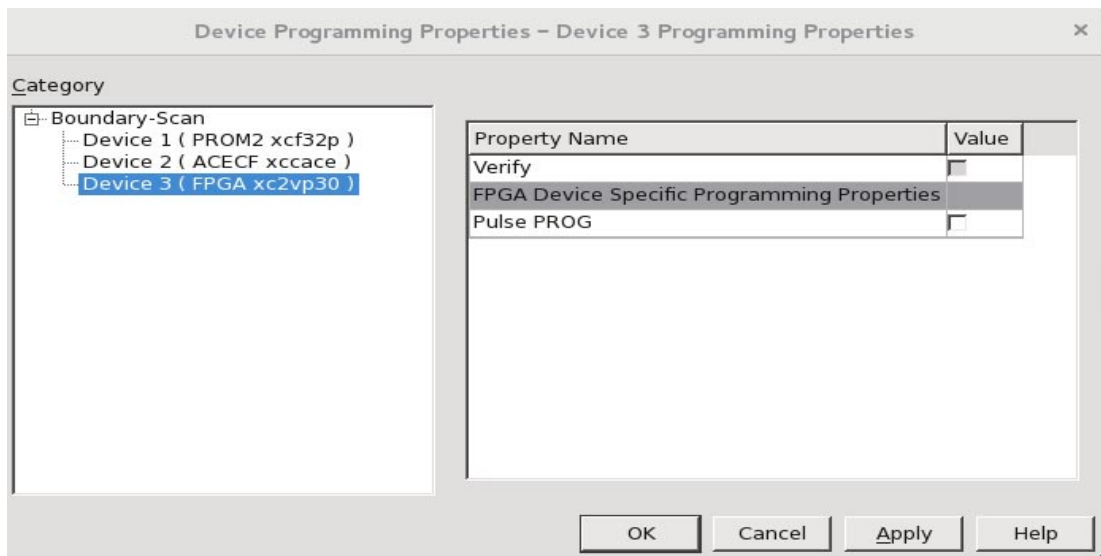 Device Programming Properties – Device 3 Programming Properties
Category
Boundary-Scan
Device 1 ( PROM2 xcf32p )
Device 2 ( ACECF xccace )
Device 3 ( FPGA xc2vp30 )
Property Name Value
Verify
FPGA Device Specific Programming Properties
Pulse PROG
OK Cancel Apply Help